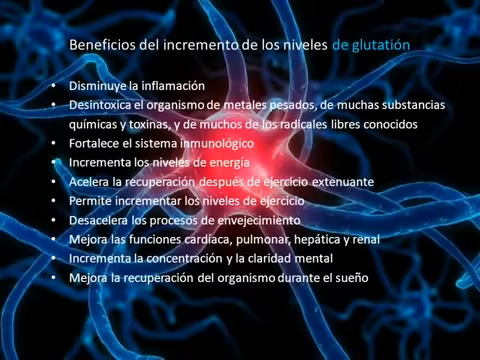 Beneficios del incremento de los niveles de glutatión
• Disminuye la inflamación
• Desintoxica el organismo de metales pesados, de muchas substancias
químicas y toxinas, y de muchos de los radicales libres conocidos
• Fortalece el sistema inmunológico
• Incrementa los niveles de energía
• Acelera la recuperación después de ejercicio extenuante
• Permite incrementar los niveles de ejercicio
• Desacelera los procesos de envejecimiento
• Mejora las funciones cardíaca, pulmonar, hepática y renal
• Incrementa la concentración y la claridad mental
• Mejora la recuperación del organismo durante el sueño